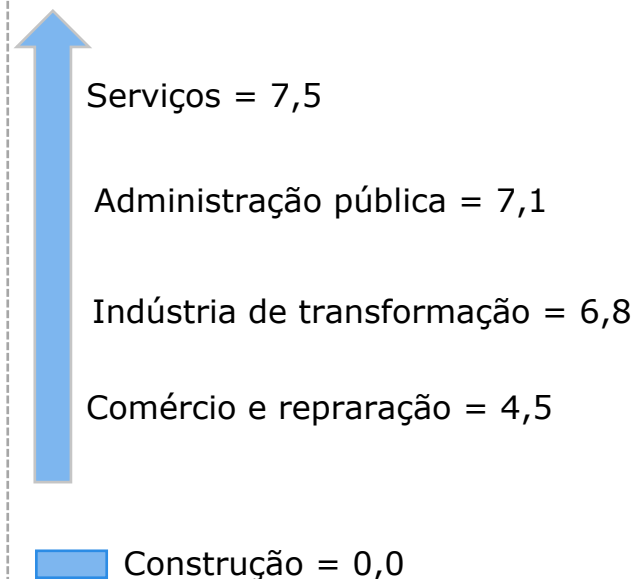 Serviços = 7,5
Administração pública = 7,1
Indústria de transformação = 6,8
Comércio e repraração = 4,5
Construção = 0,0